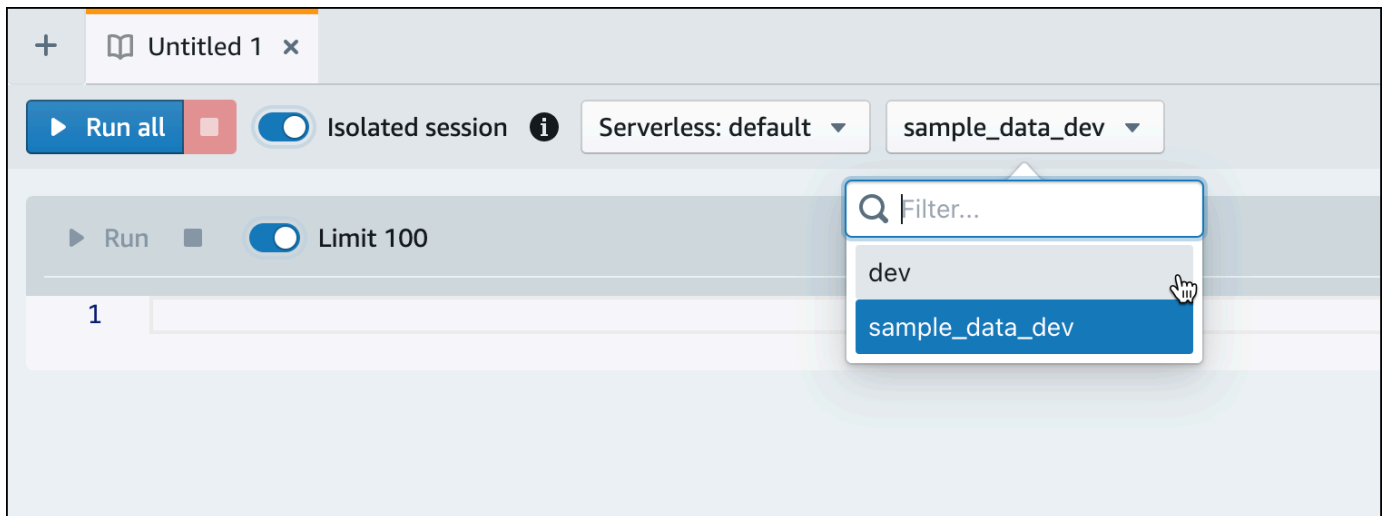 Untitled 1
Run all Isolated session Serverless: default sample_data_dev
Filter...
Run Limit 100
dev
1
sample_data_dev